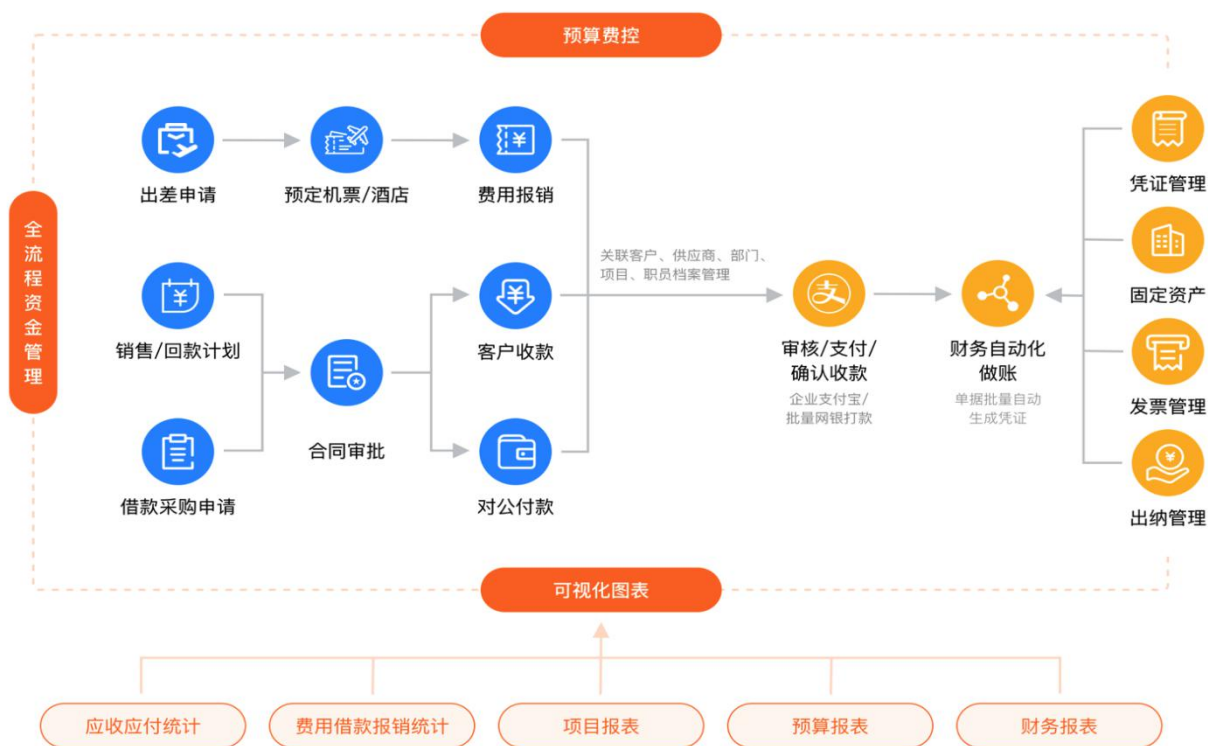 预算费控
全流程资金管理
出差申请
预定机票/酒店
费用报销
凭证管理
关联客户、供应商、部门、
项目、职员档案管理
固定资产
销售/回款计划
客户收款
审核/支付/
确认收款
企业支付宝/
批量网银打款
财务自动化
做账
单据批量自动
生成凭证
发票管理
合同审批
借款采购申请
对公付款
出纳管理
可视化图表
应收应付统计
费用借款报销统计
项目报表
预算报表
财务报表